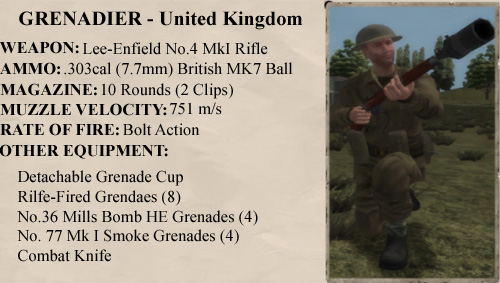 GRENADIER - United Kingdom
WEAPON: Lee-Enfield No.4 MkI Rifle
AMMO: .303cal (7.7mm) British MK7 Ball
MAGAZINE: 10 Rounds (2 Clips)
MUZZLE VELOCITY: 751 m/s
RATE OF FIRE: Bolt Action
OTHER EQUIPMENT:
Detachable Grenade Cup
Rilfe-Fired Grendaes (8)
No.36 Mills Bomb HE Grenades (4)
No. 77 Mk I Smoke Grenades (4)
Combat Knife